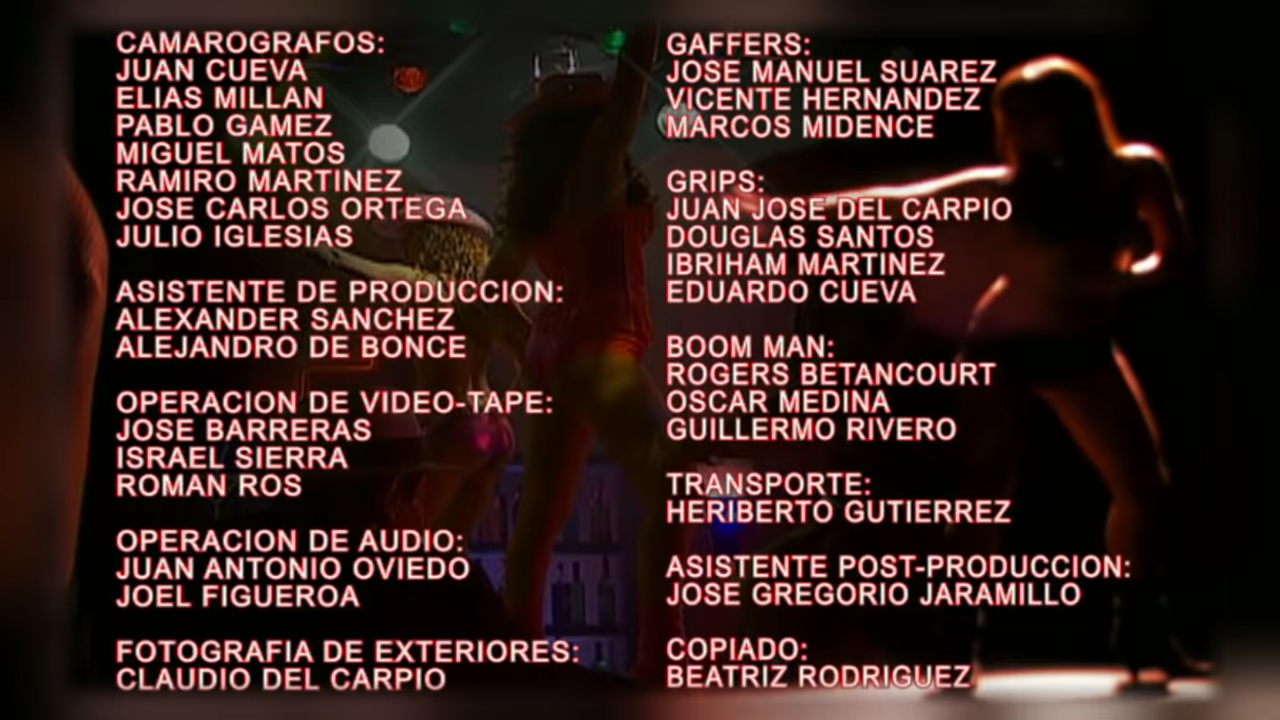 CAMAROGRAFOS:
JUAN CUEVA
ELIAS MILLAN
PABLO GAMEZ
MIGUEL MATOS
RAMIRO MARTINEZ
JOSE CARLOS ORTEGA
JULIO IGLESIAS
ASISTENTE DE PRODUCCION:
ALEXANDER SANCHEZ
ALEJANDRO DE BONCE
OPERACION DE VIDEO-TAPE:
JOSE BARRERAS
ISRAEL SIERRA
ROMAN ROS
OPERACION DE AUDIO:
JUAN ANTONIO OVIEDO
JOEL FIGUEROA
FOTOGRAFIA DE EXTERIORES:
CLAUDIO DEL CARPIO
GAFFERS:
JOSE MANUEL SUAREZ
VICENTE HERNANDEZ
MARCOS MIDENCE
GRIPS:
JUAN JOSE DEL CARPIO
DOUGLAS SANTOS
IBRIHAM MARTINEZ
EDUARDO CUEVA
BOOM MAN:
ROGERS BETANCOURT
OSCAR MEDINA
GUILLERMO RIVERO
TRANSPORTE:
HERIBERTO GUTIERREZ
ASISTENTE POST-PRODUCCION:
JOSE GREGORIO JARAMILLO
COPIADO:
BEATRIZ RODRIGUEZ